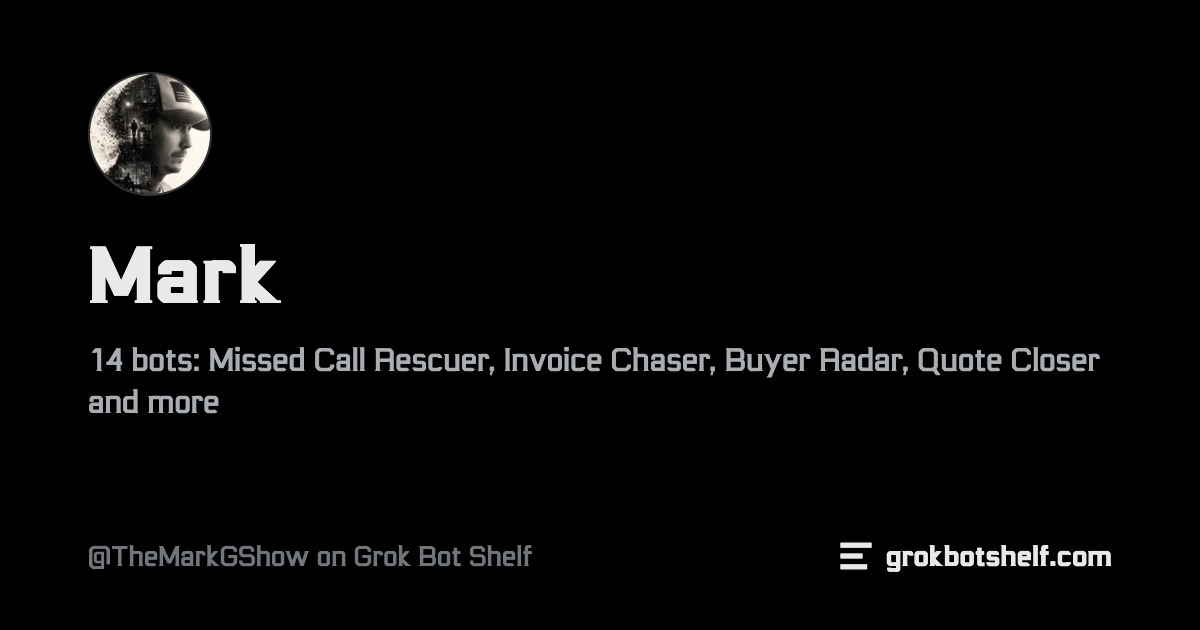 Mark
14 bots: Missed Call Rescuer, Invoice Chaser, Buyer Radar, Quote Closer
and more
@TheMarkGShow on Grok Bot Shelf
grokbotshelf.com